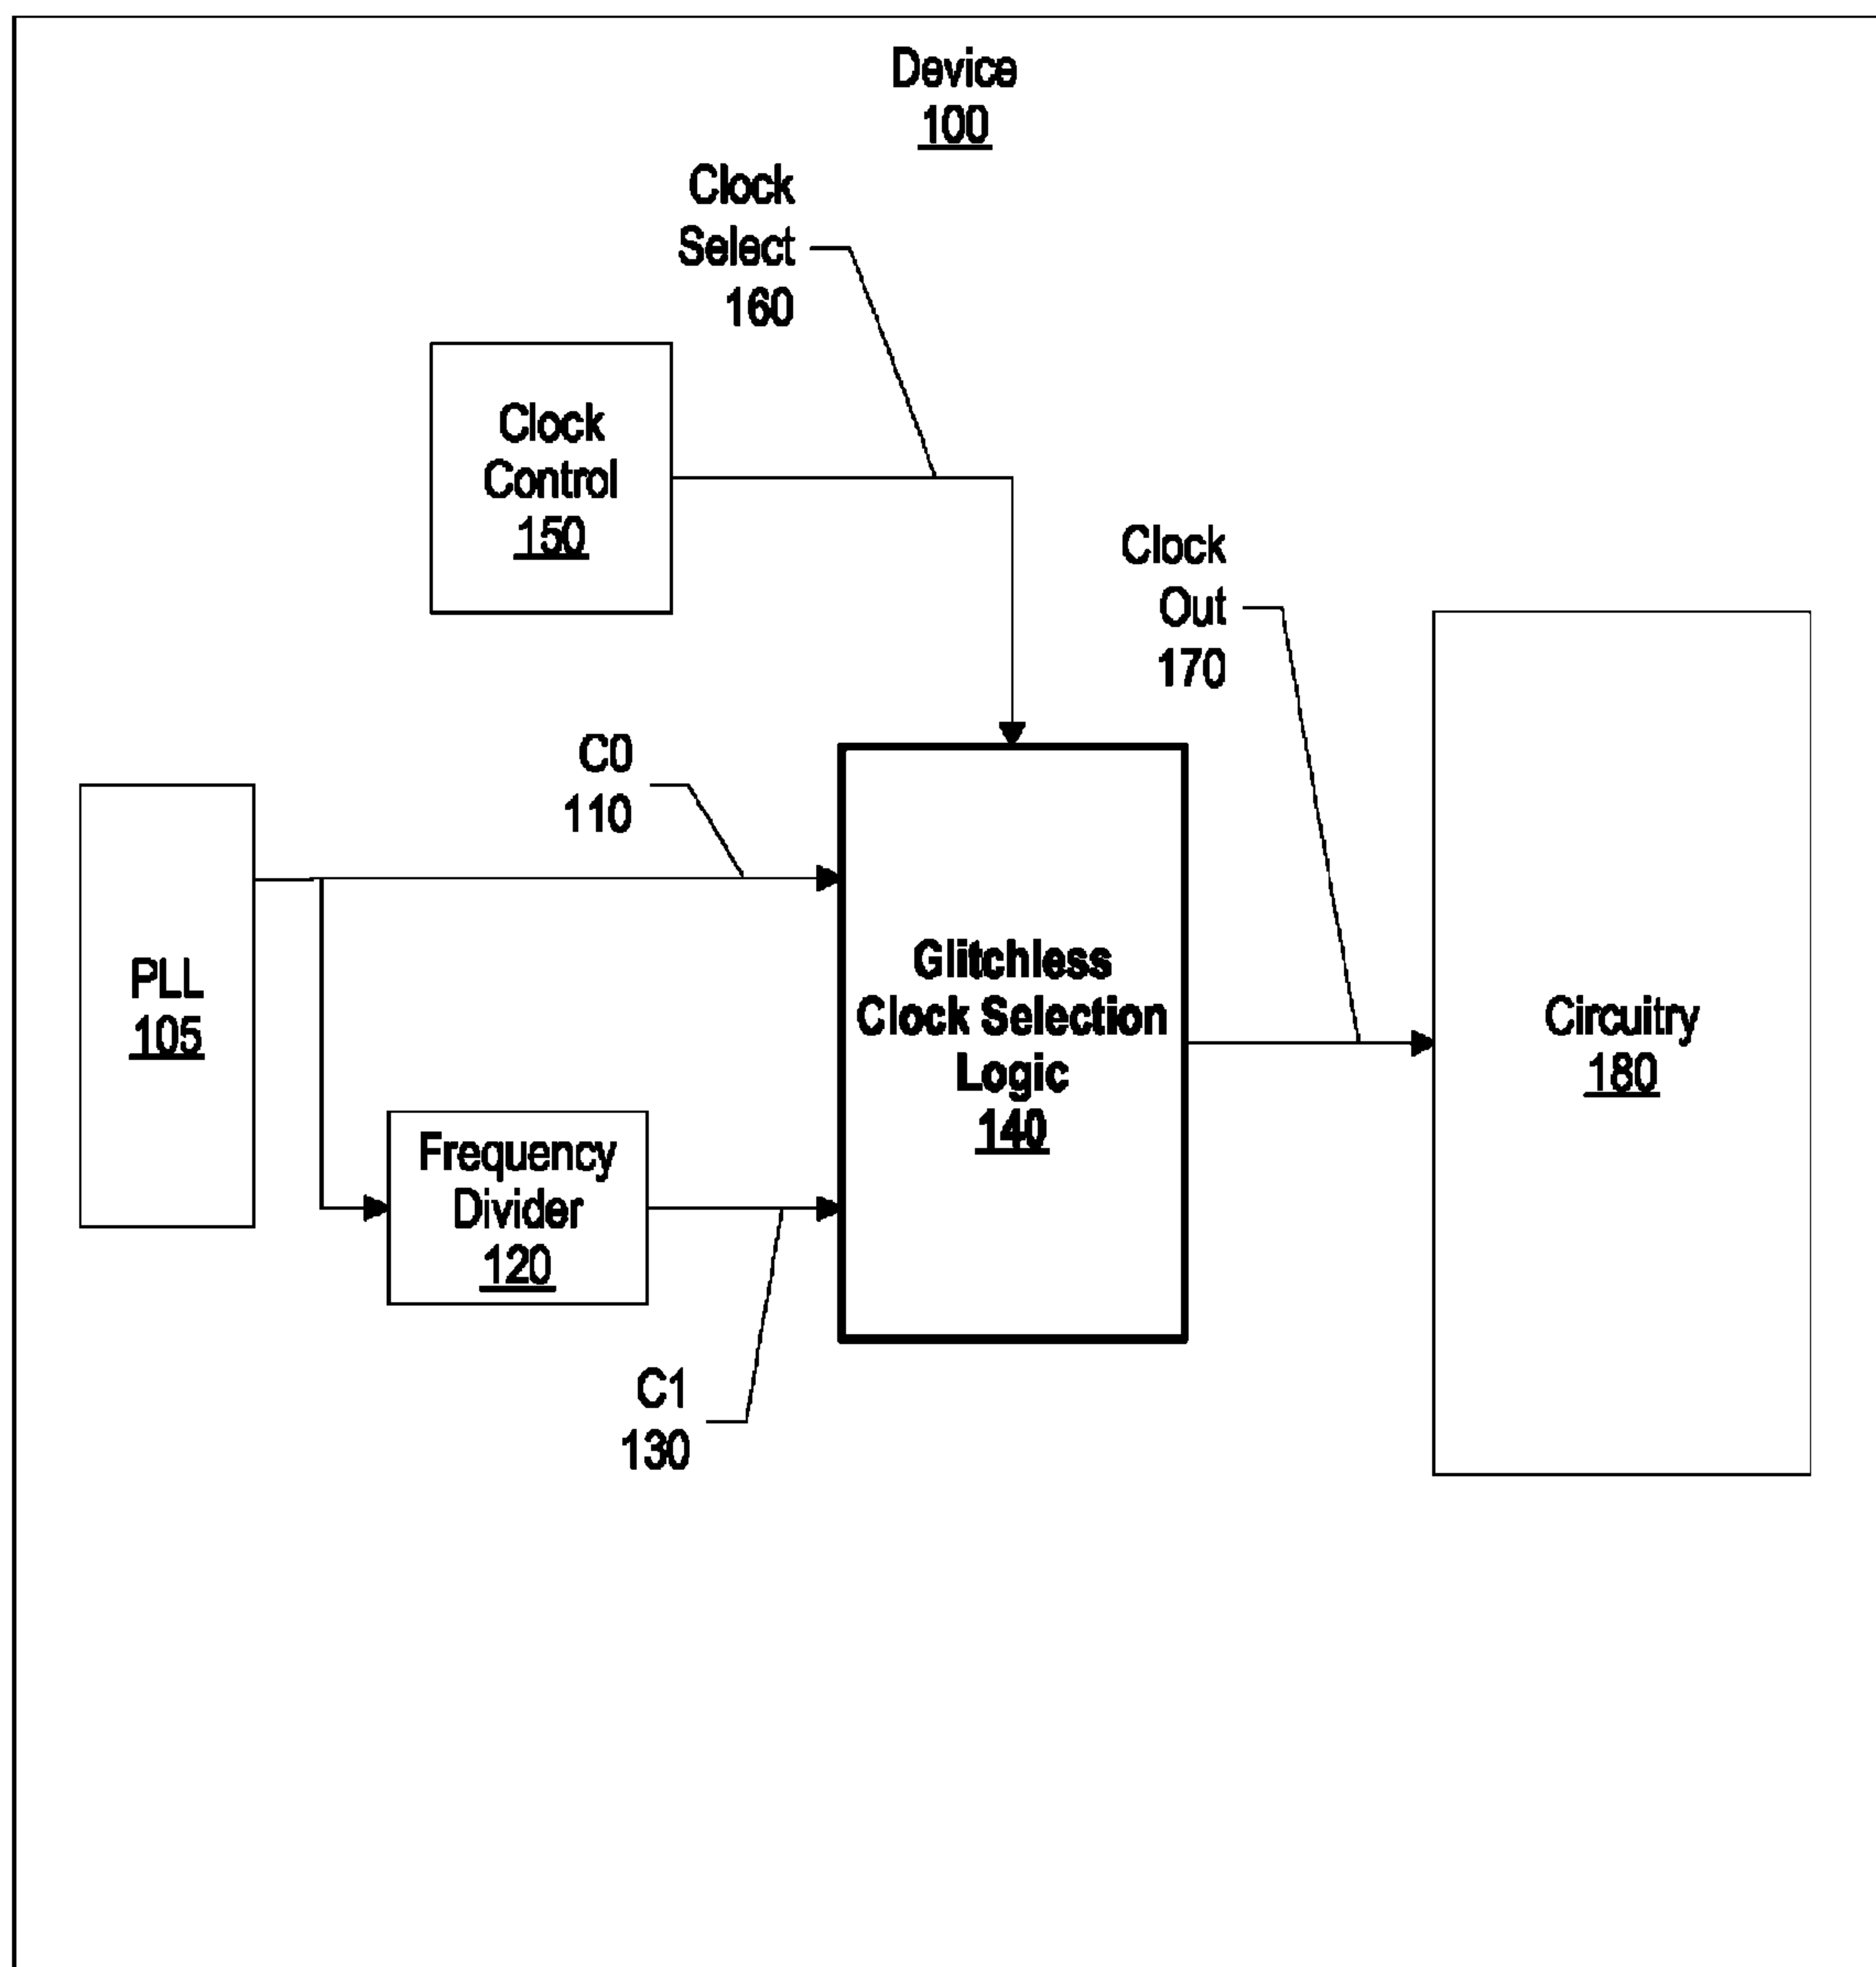 Device
100
Clock
Select
160
Clock
Control
150
Clock
Out
170
C0
110
PLL
105
Glitchless
Clock Selection
Logic
140
Circuitry
180
Frequency
Divider
120
C1
130